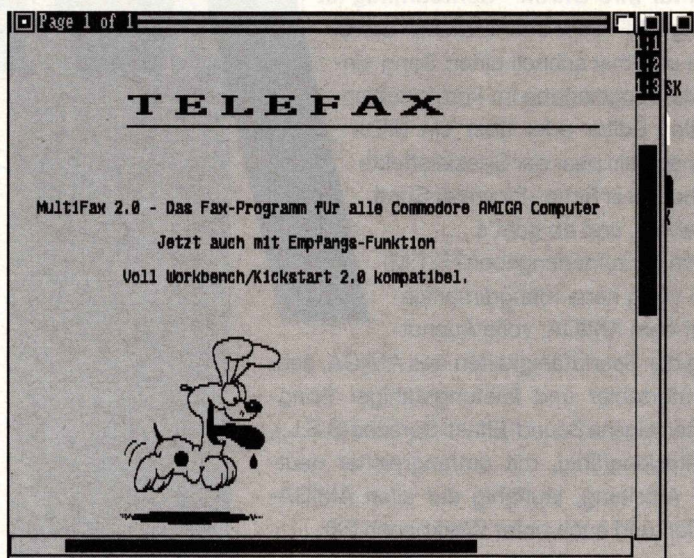 Page 1 of 1
1:1
1:2
1:3
SK
TELEFAX
MultiFax 2.0 - Das Fax-Programm für alle Commodore AMIGA Computer
Jetzt auch mit Empfangs-Funktion
Voll Workbench/Kickstart 2.0 kompatibel.